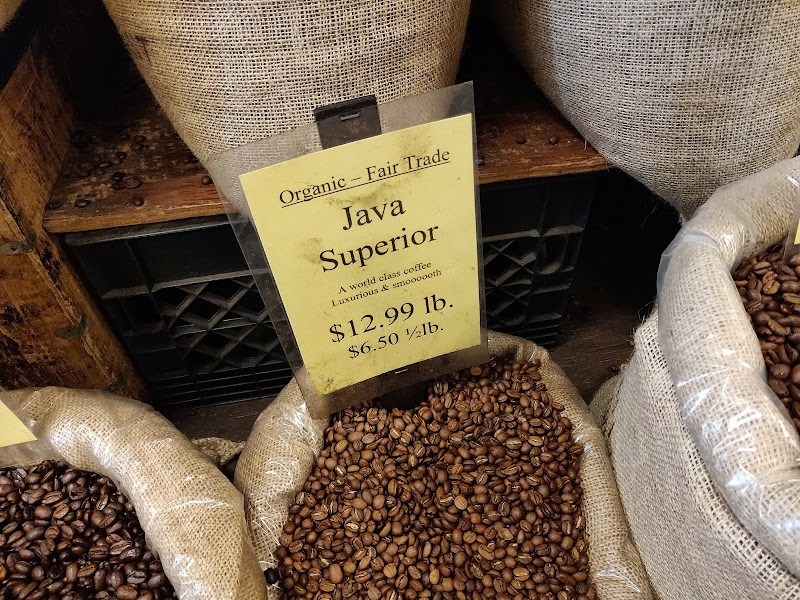 Organic – Fair Trade
Java
Superior
A world class coffee
Luxurious & smoooooth
$12.99 lb.
$6.50 ½lb.